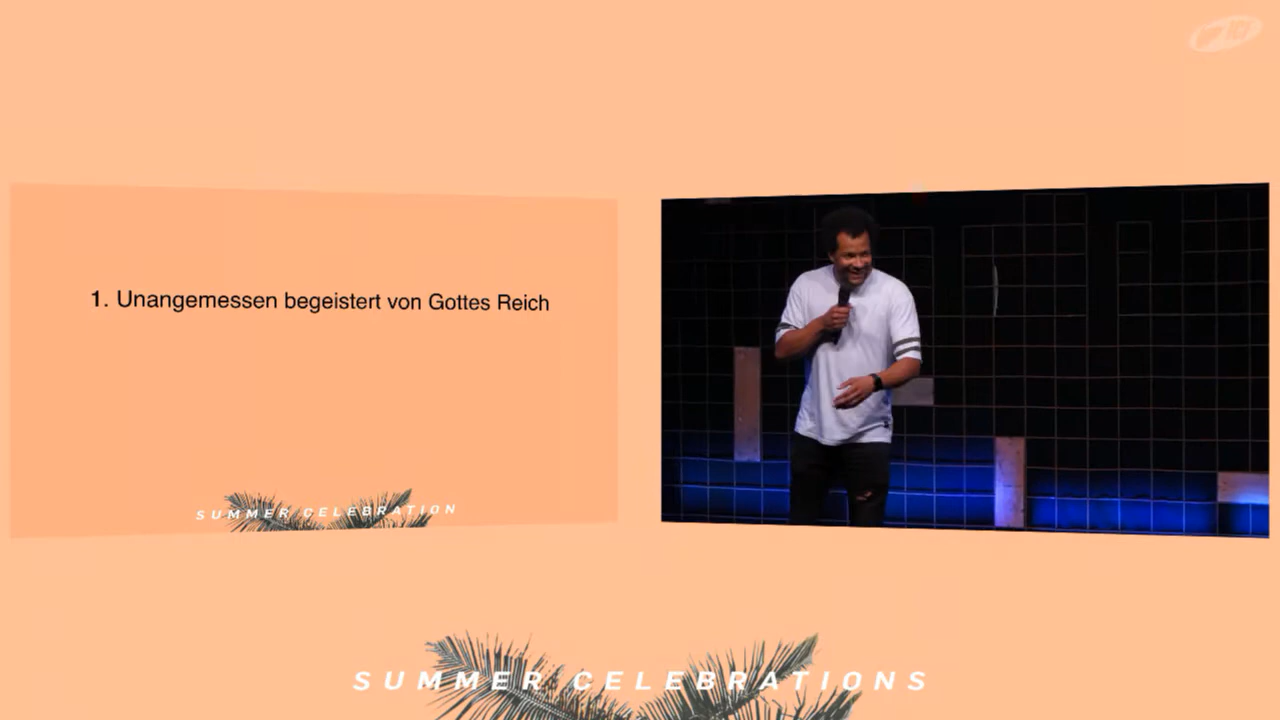 1. Unangemessen begeistert von Gottes Reich
SUMMER CELEBRATION
SUMMER CELEBRATIONS